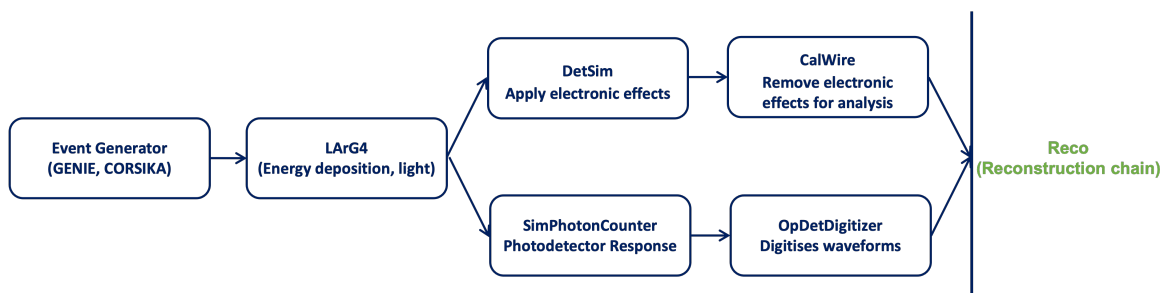 Event Generator
(GENIE, CORSIKA)
LArG4
(Energy deposition, light)
DetSim
Apply electronic effects
CalWire
Remove electronic
effects for analysis
SimPhotonCounter
Photodetector Response
OpDetDigitizer
Digitises waveforms
Reco
(Reconstruction chain)